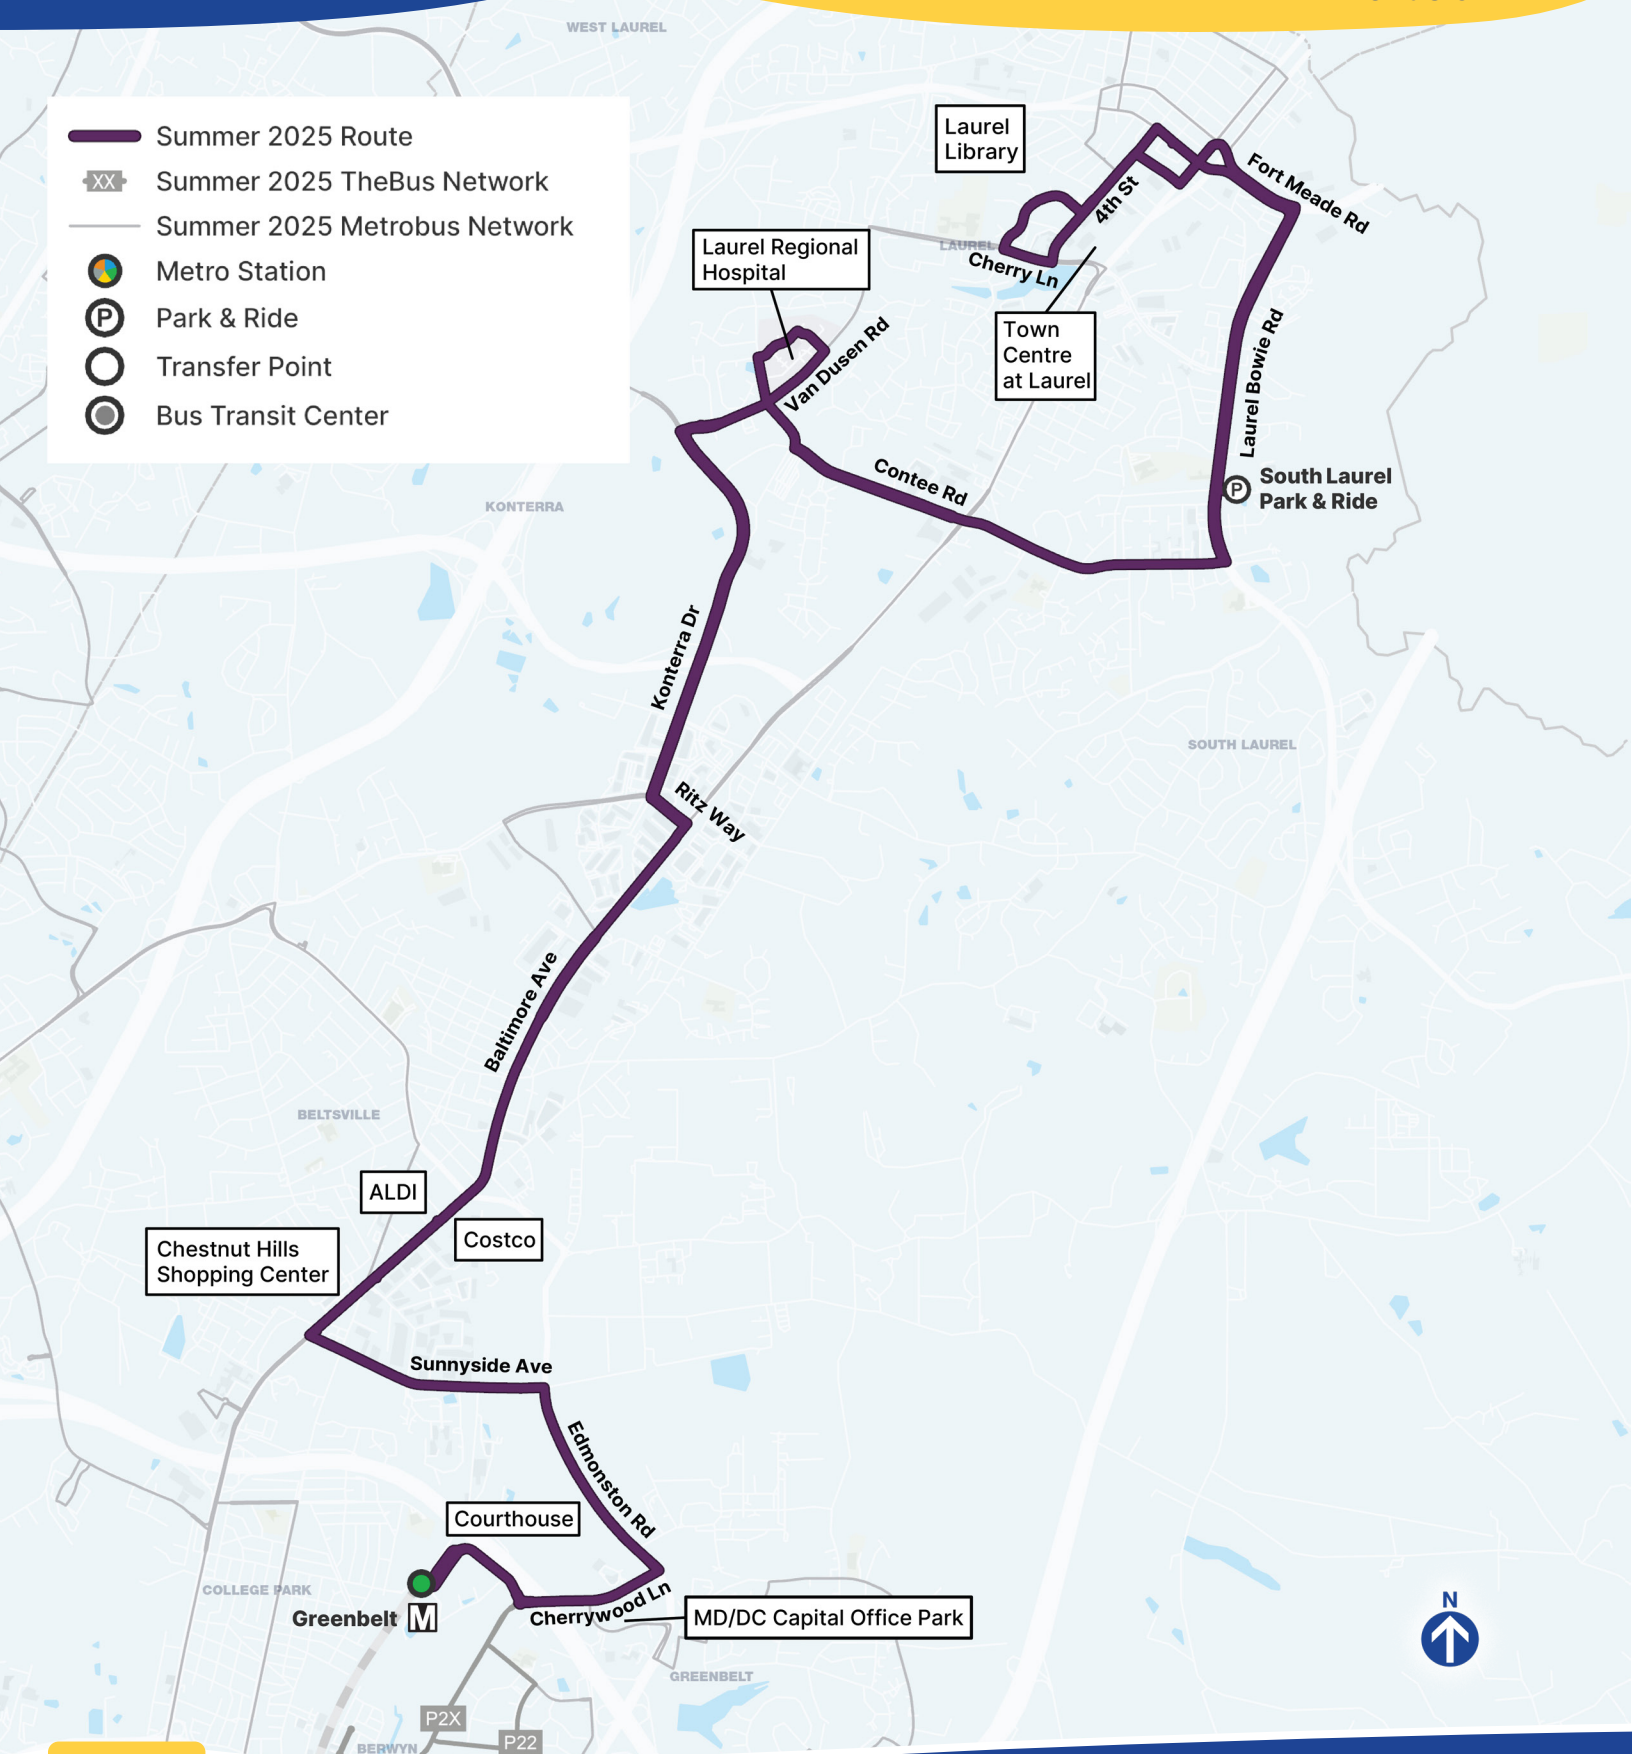 WEST LAUREL
Summer 2025 Route
XX
Summer 2025 TheBus Network
Summer 2025 Metrobus Network
Metro Station
P
Park & Ride
Transfer Point
Bus Transit Center
Laurel
Library
Fort Meade Rd
4th St
LAUREL
Cherry Ln
Laurel Regional
Hospital
Town
Centre
at Laurel
Van Dusen Rd
Laurel Bowie Rd
Contee Rd
P
South Laurel
Park & Ride
KONTERRA
Konterra Dr
SOUTH LAUREL
Ritz Way
Baltimore Ave
BELTSVILLE
ALDI
Costco
Chestnut Hills
Shopping Center
Sunnyside Ave
Edmonston Rd
Courthouse
COLLEGE PARK
Greenbelt
M
Cherrywood Ln
MD/DC Capital Office Park
N
GREENBELT
P2X
P22
BERWYN